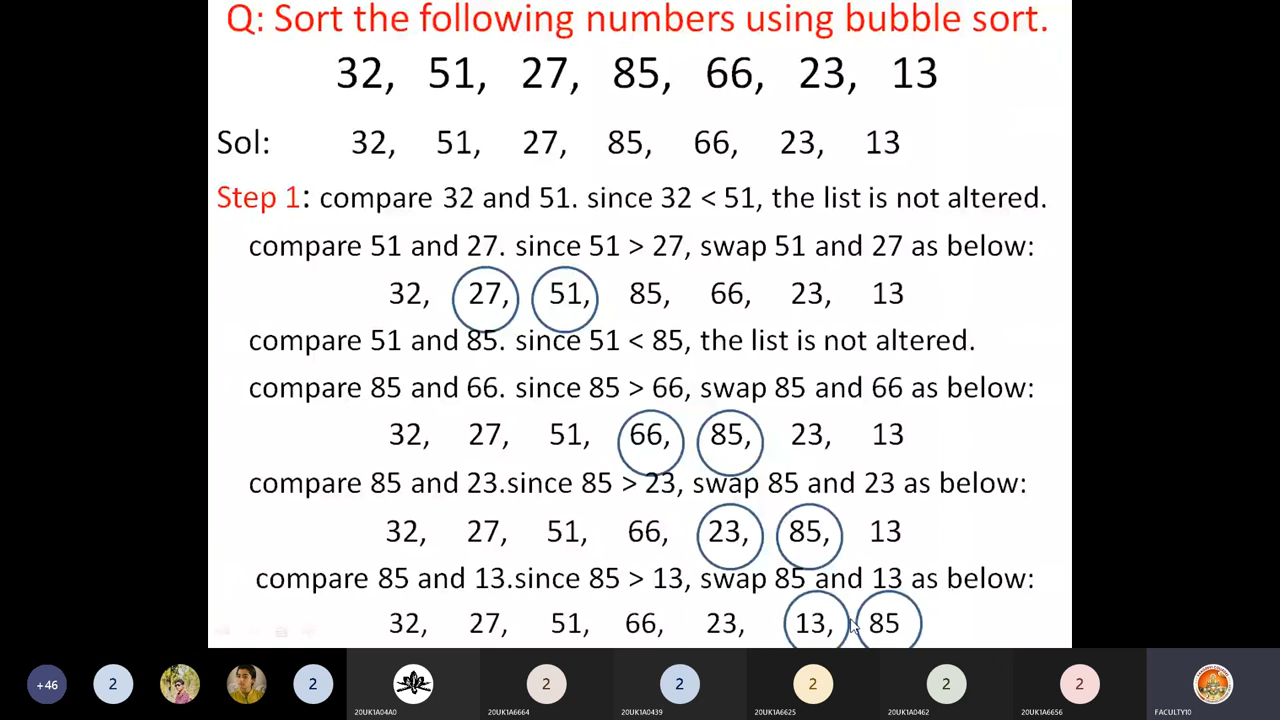 Q: Sort the following numbers using bubble sort.
32, 51, 27, 85, 66, 23, 13
Sol: 32, 51, 27, 85, 66, 23, 13
Step 1: compare 32 and 51. since 32 < 51, the list is not altered.
compare 51 and 27. since 51 > 27, swap 51 and 27 as below:
32, 27, 51, 85, 66, 23, 13
compare 51 and 85. since 51 < 85, the list is not altered.
compare 85 and 66. since 85 > 66, swap 85 and 66 as below:
32, 27, 51, 66, 85, 23, 13
compare 85 and 23.since 85 > 23, swap 85 and 23 as below:
32, 27, 51, 66, 23, 85, 13
compare 85 and 13.since 85 > 13, swap 85 and 13 as below:
32, 27, 51, 66, 23, 13, 85
+46 2 2 2 2 2 2 2 2
20UK1A04A0 20UK1A6664 20UK1A0439 20UK1A6625 20UK1A0462 20UK1A6656 FACULTY10